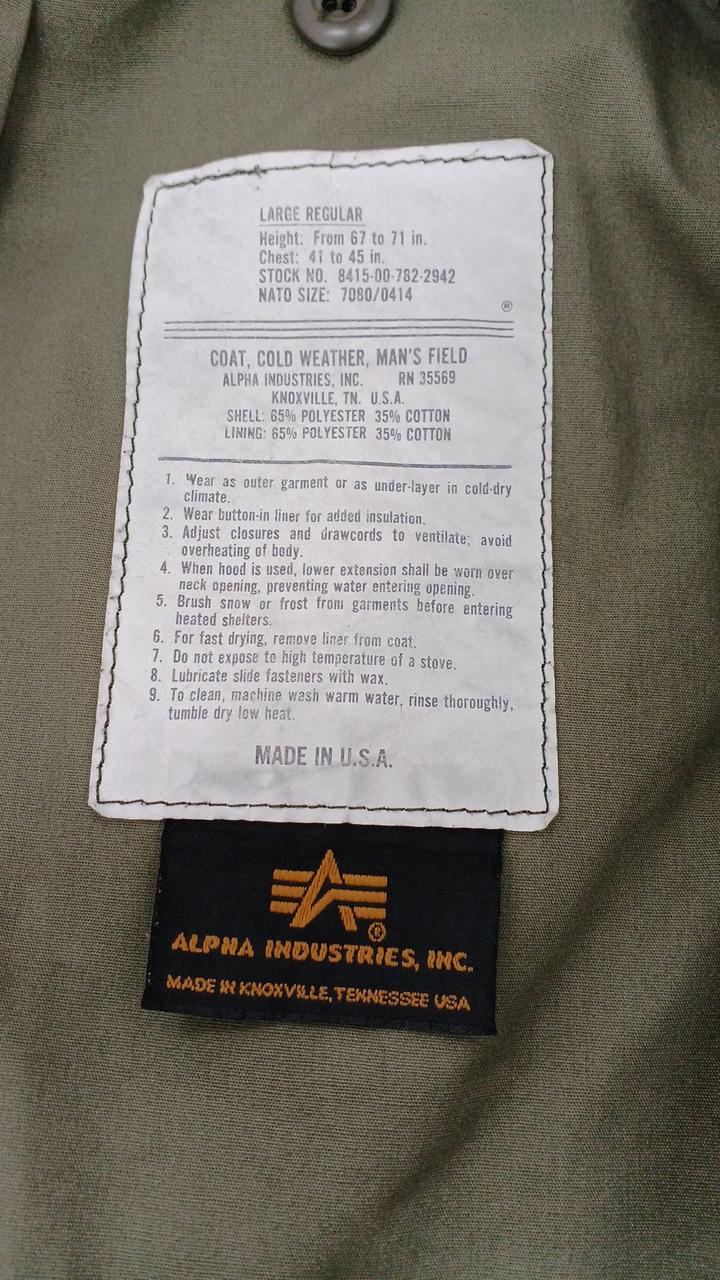 LARGE REGULAR
Height: From 67 to 71 in.
Chest: 41 to 45 in.
STOCK NO. 8415-00-782-2942
NATO SIZE: 7080/0414
®
COAT, COLD WEATHER, MAN'S FIELD
ALPHA INDUSTRIES, INC. RN 35569
KNOXVILLE, TN. U.S.A.
SHELL: 65% POLYESTER 35% COTTON
LINING: 65% POLYESTER 35% COTTON
1. Wear as outer garment or as under-layer in cold-dry
climate.
2. Wear button-in liner for added insulation.
3. Adjust closures and drawcords to ventilate; avoid
overheating of body.
4. When hood is used, lower extension shall be worn over
neck opening, preventing water entering opening.
5. Brush snow or frost from garments before entering
heated shelters.
6. For fast drying, remove liner from coat.
7. Do not expose to high temperature of a stove.
8. Lubricate slide fasteners with wax.
9. To clean, machine wash warm water, rinse thoroughly,
tumble dry low heat.
MADE IN U.S.A.
®
ALPHA INDUSTRIES, INC.
MADE IN KNOXVILLE, TENNESSEE USA